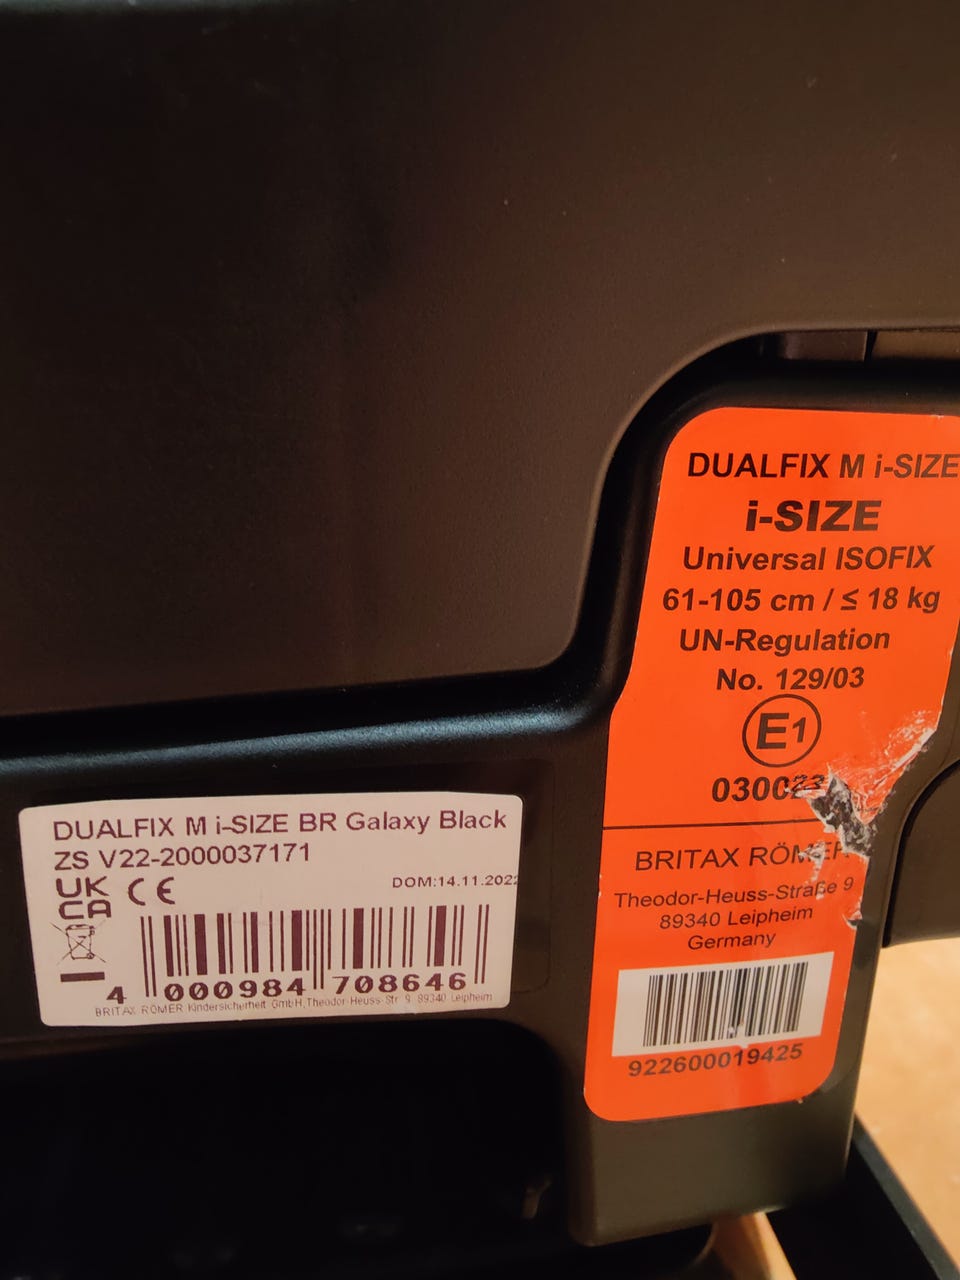 DUALFIX M i-SIZE BR Galaxy Black
ZS V22-2000037171
UK
CA
CE
DOM:14.11.2022
4 000984 708646
BRITAX RÖMER Kindersicherheit GmbH, Theodor-Heuss-Str. 9 89340 Leipheim
DUALFIX M i-SIZE
i-SIZE
Universal ISOFIX
61-105 cm / ≤ 18 kg
UN-Regulation
No. 129/03
E1
BRITAX RÖMER
Theodor-Heuss-Straße 9
89340 Leipheim
Germany
922600019425